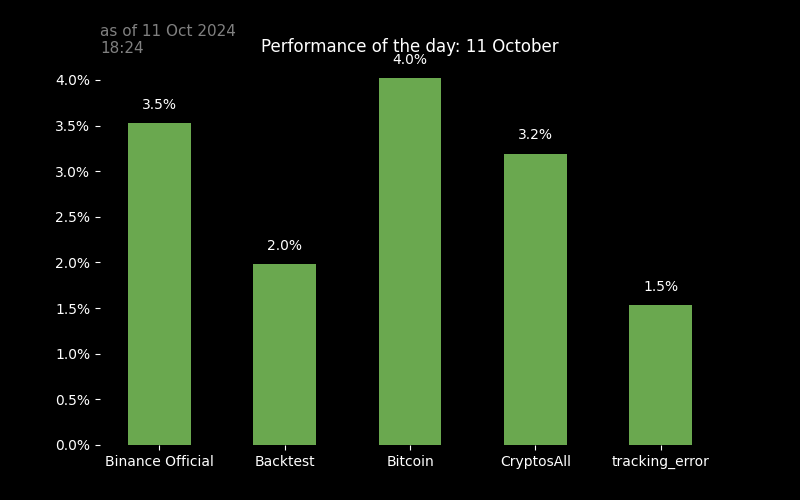 as of 11 Oct 2024
18:24
Performance of the day: 11 October
4.0%
3.5%
3.0%
2.5%
2.0%
1.5%
1.0%
0.5%
0.0%
3.5%
2.0%
4.0%
3.2%
1.5%
Binance Official
Backtest
Bitcoin
CryptosAll
tracking_error